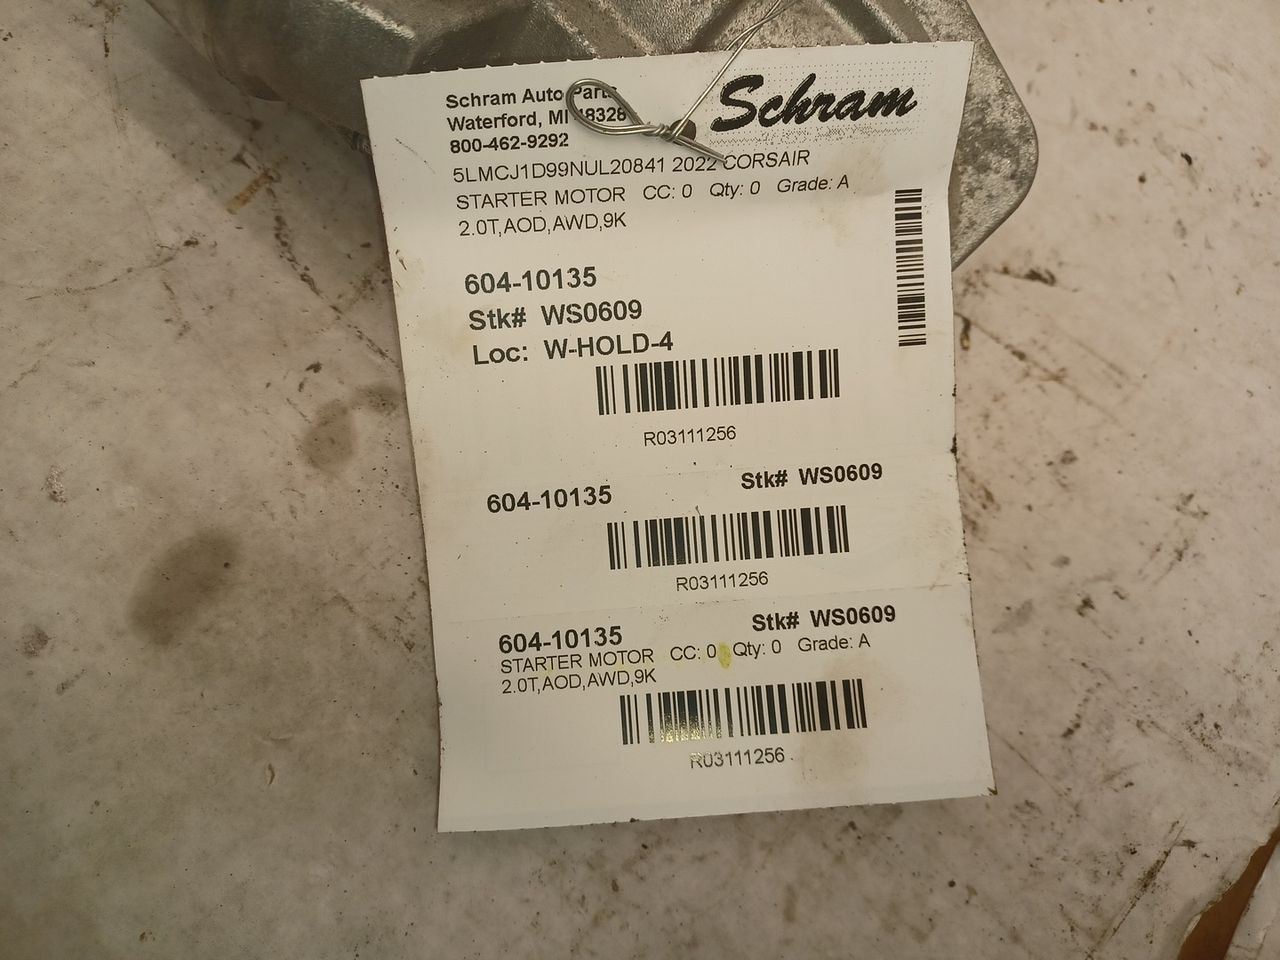 Schram Auto Parts
Schram
Waterford, MI 48328
800-462-9292
5LMCJ1D99NUL20841 2022 CORSAIR
STARTER MOTOR CC: 0 Qty: 0 Grade: A
2.0T,AOD,AWD,9K
604-10135
Stk# WS0609
Loc: W-HOLD-4
R03111256
604-10135 Stk# WS0609
R03111256
604-10135 Stk# WS0609
STARTER MOTOR CC: 0 Qty: 0 Grade: A
2.0T,AOD,AWD,9K
R03111256